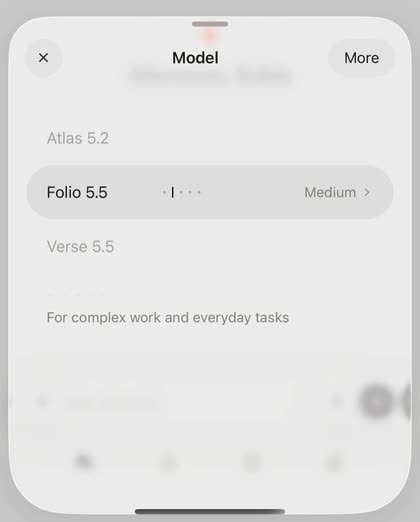 Model
More
Atlas 5.2
Folio 5.5
Medium
Verse 5.5
For complex work and everyday tasks